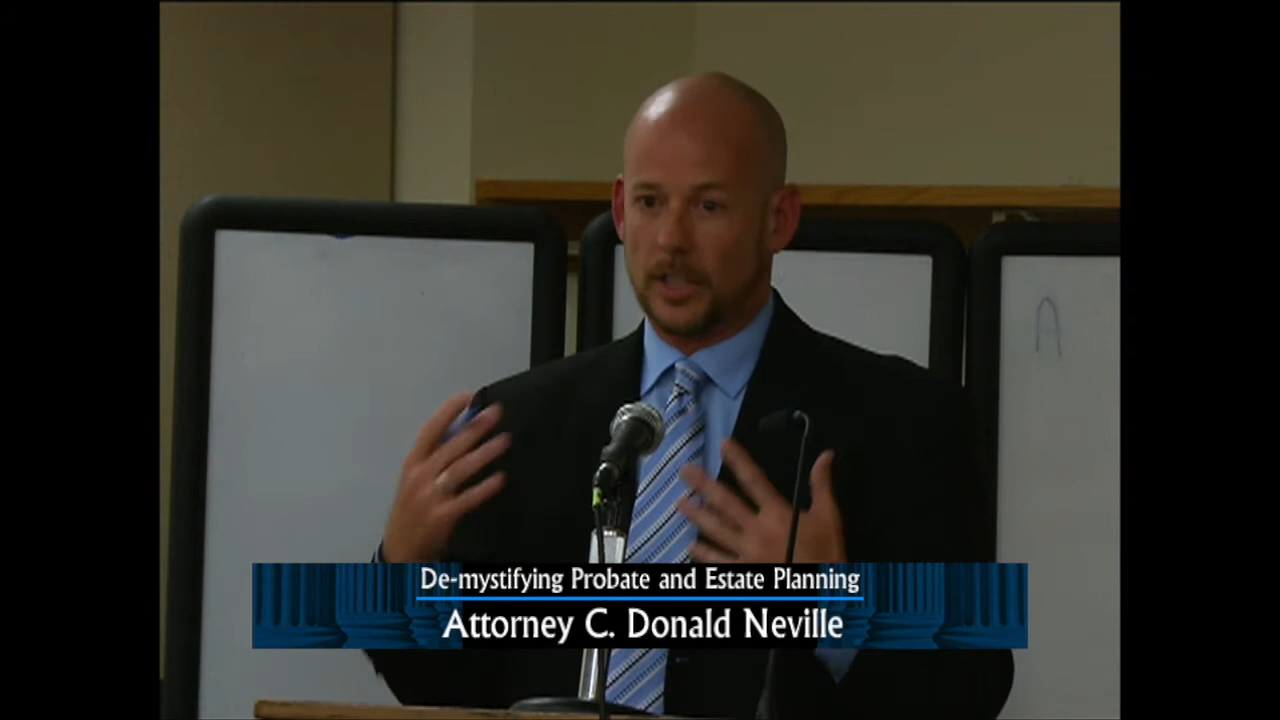 A
De-mystifying Probate and Estate Planning
Attorney C. Donald Neville